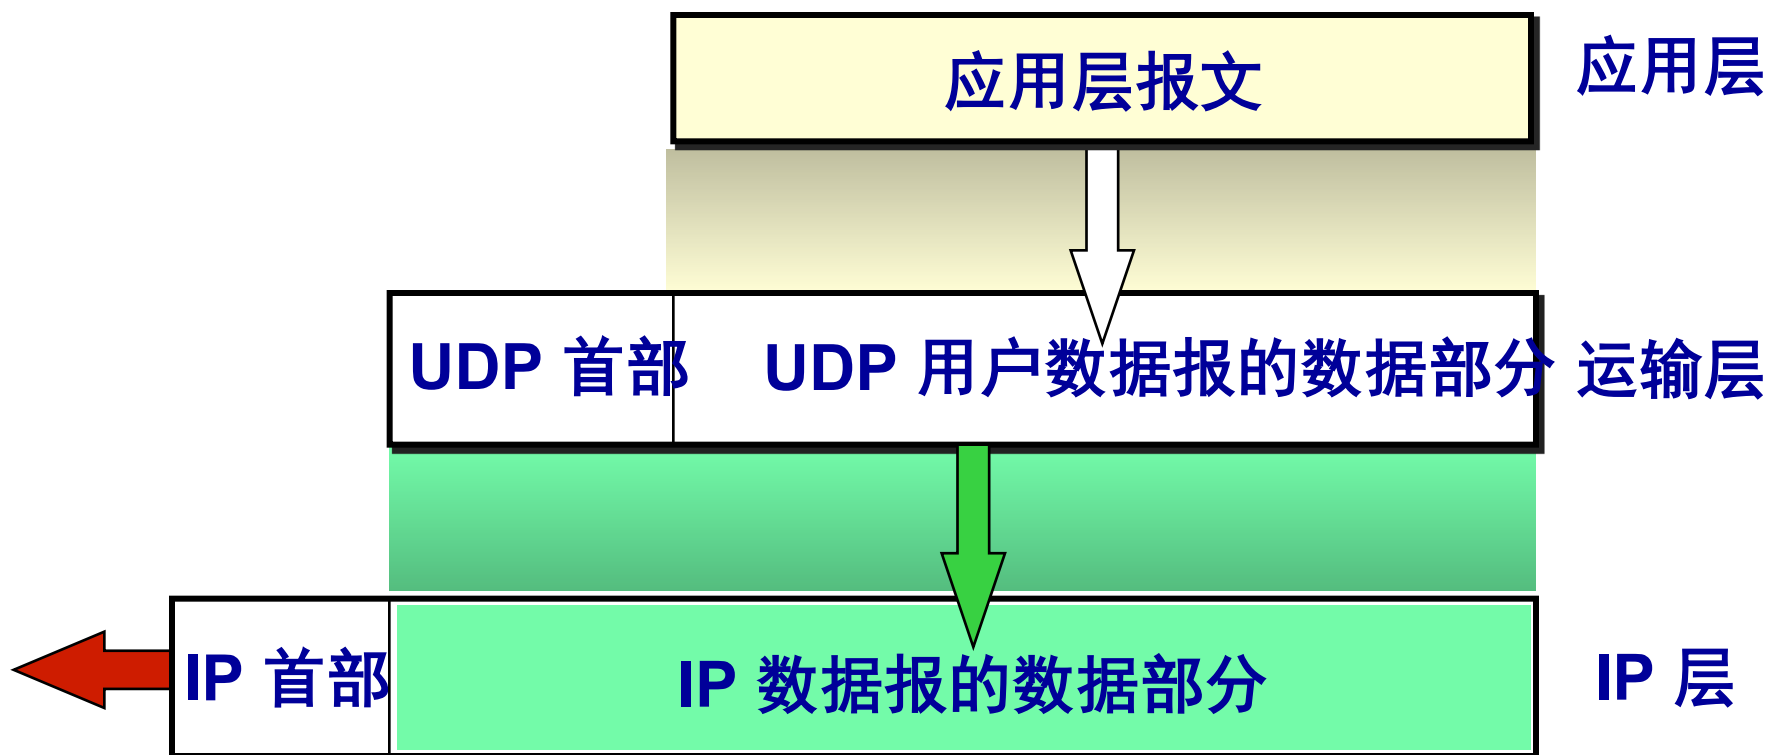 应用层报文
应用层
UDP 首部
UDP 用户数据报的数据部分
运输层
IP 首部
IP 数据报的数据部分
IP 层